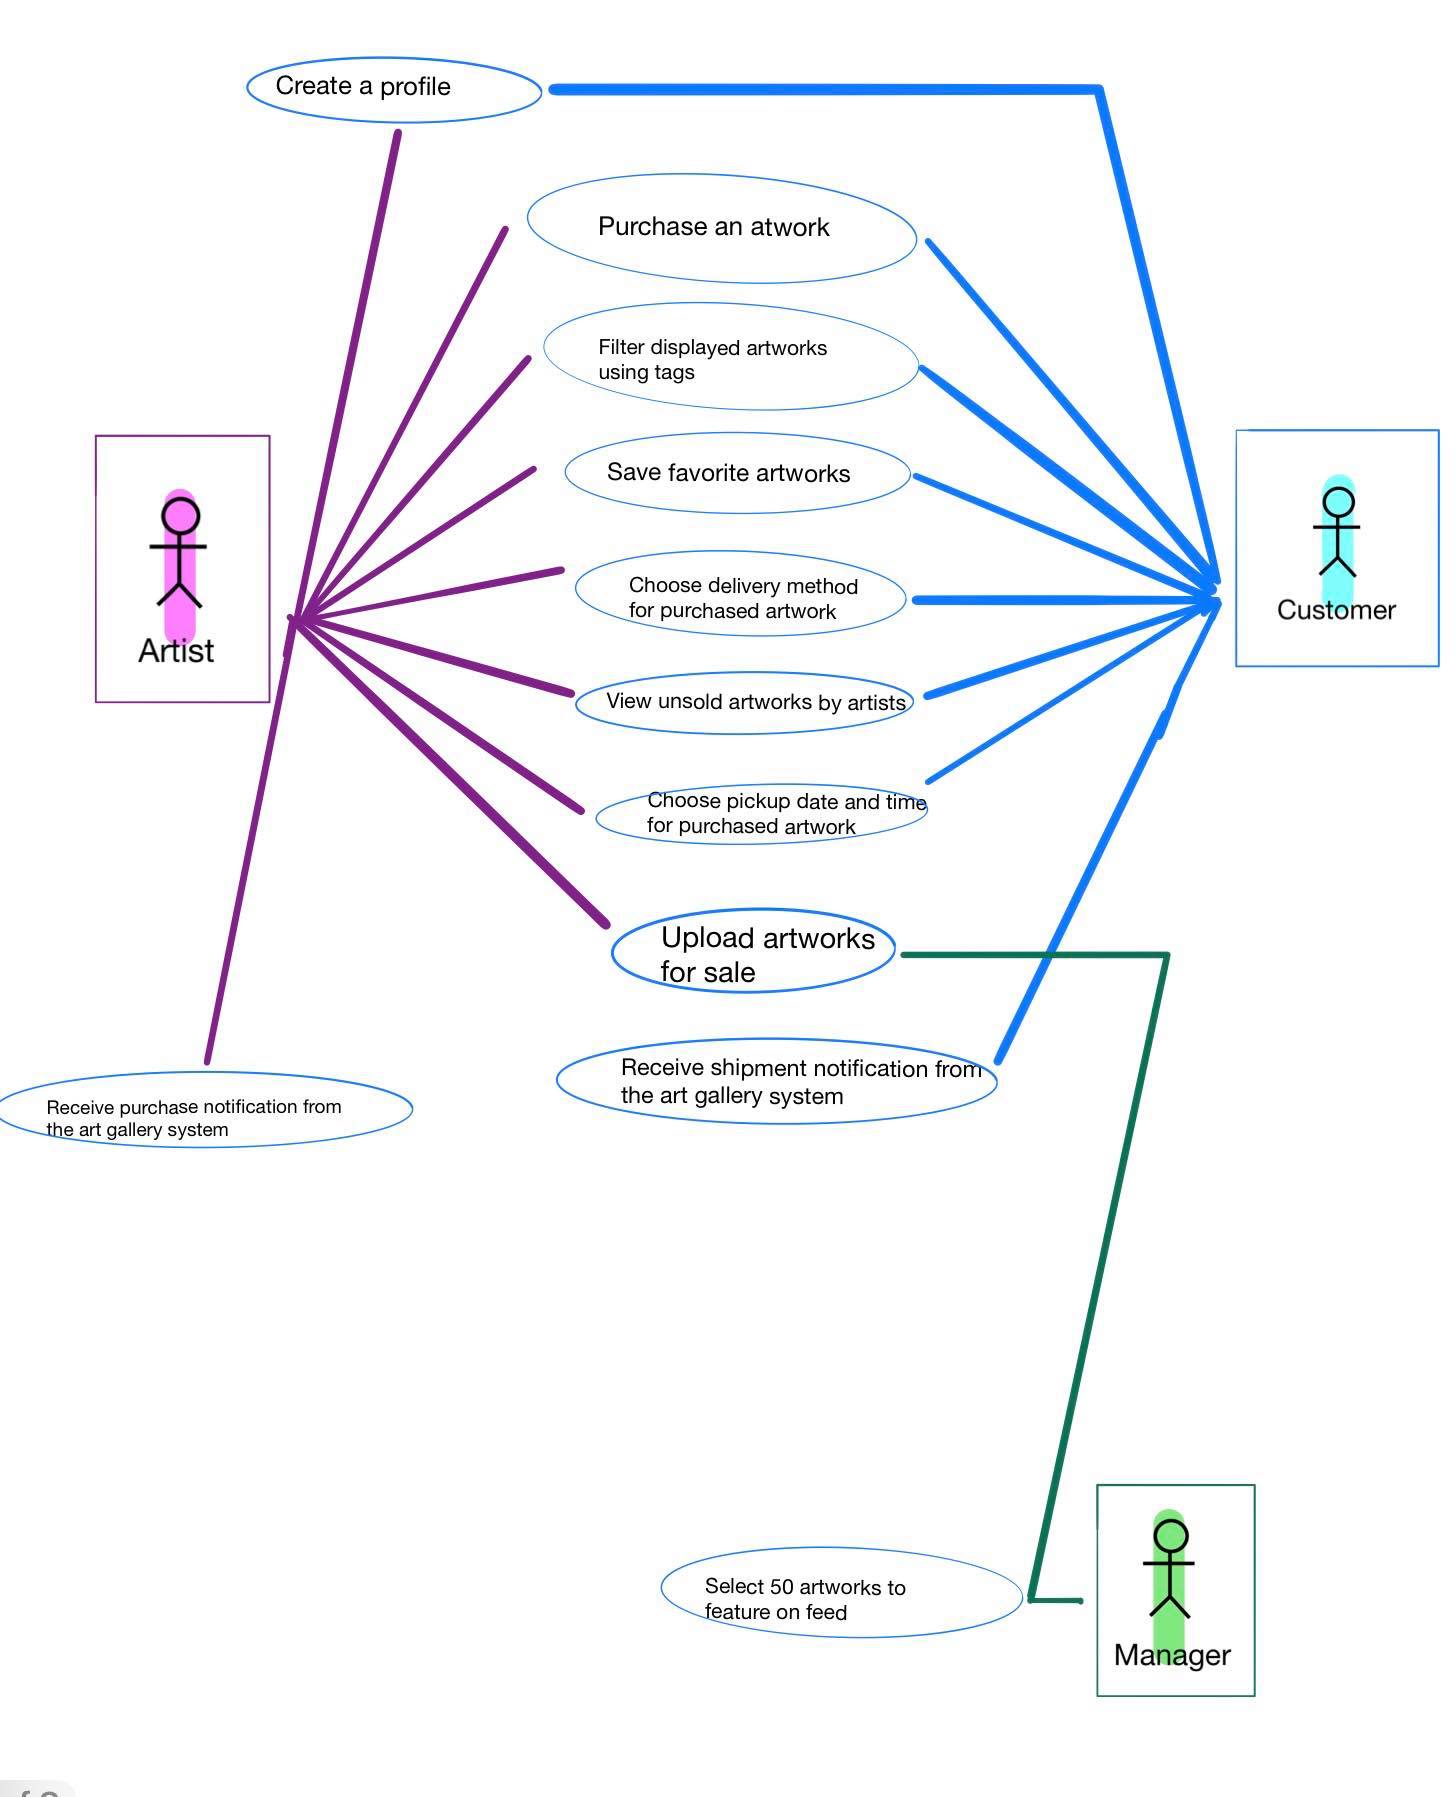 Create a profile
Purchase an atwork
Filter displayed artworks
using tags
Save favorite artworks
Choose delivery method
for purchased artwork
Customer
Artist
View unsold artworks by artists
Choose pickup date and time
for purchased artwork
Upload artworks
for sale
Receive shipment notification from
the art gallery system
Receive purchase notification from
the art gallery system
Select 50 artworks to
feature on feed
Manager